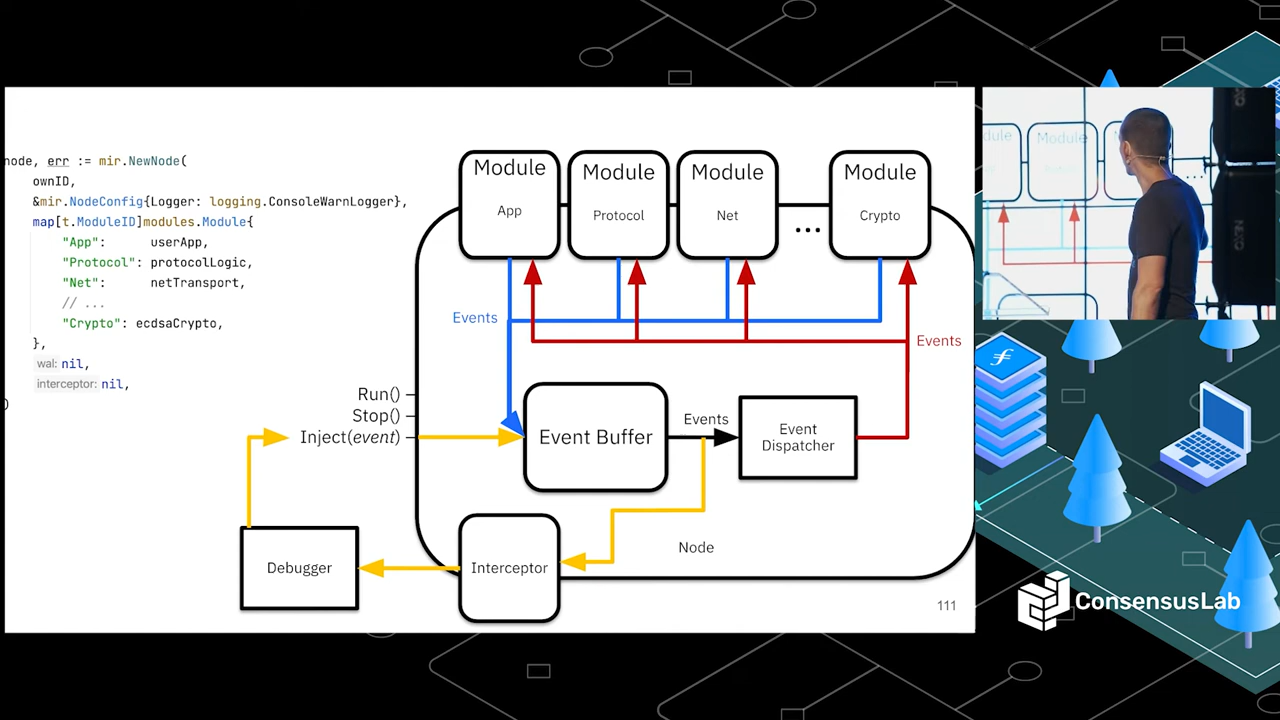 node, err := mir.NewNode(
ownID,
&mir.NodeConfig{Logger: logging.ConsoleWarnLogger},
map[t.ModuleID]modules.Module{
"App": userApp,
"Protocol": protocolLogic,
"Net": netTransport,
// ...
"Crypto": ecdsaCrypto,
},
wal: nil,
interceptor: nil,
)
Module
App
Module
Protocol
Module
Net
...
Module
Crypto
Events
Events
Run()
Stop()
Inject(event)
Event Buffer
Events
Event
Dispatcher
Debugger
Interceptor
Node
111
Module
ConsensusLab